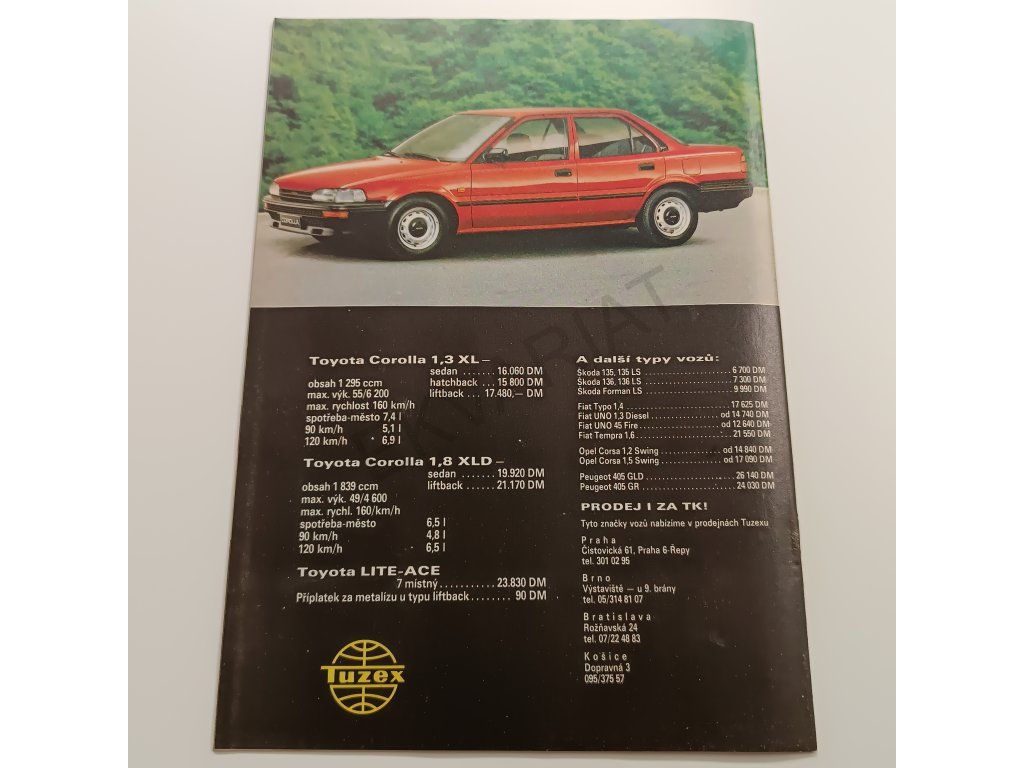 COROLLA
Toyota Corolla 1,3 XL –
sedan ....... 16.060 DM
obsah 1 295 ccm hatchback .. 15 800 DM
max. výk. 55/6 200 liftback ..... 17.480,— DM
max. rychlost 160 km/h
spotřeba-město 7,4 l
90 km/h 5,1 l
120 km/h 6,9 l
Toyota Corolla 1,8 XLD –
sedan ....... 19.920 DM
obsah 1 839 ccm liftback ..... 21.170 DM
max. výk. 49/4 600
max. rychl. 160/km/h
spotřeba-město 6,5 l
90 km/h 4,8 l
120 km/h 6,5 l
Toyota LITE-ACE
7 místný ........... 23.830 DM
Příplatek za metalízu u typu liftback ........ 90 DM
Tuzex
A další typy vozů:
Škoda 135, 135 LS .................... 6 700 DM
Škoda 136, 136 LS .................... 7 300 DM
Škoda Forman LS ..................... 9 990 DM
Fiat Typo 1,4 ........................ 17 625 DM
Fiat UNO 1,3 Diesel ............... od 14 740 DM
Fiat UNO 45 Fire ................. od 12 640 DM
Fiat Tempra 1,6 ..................... 21 550 DM
Opel Corsa 1,2 Swing ............. od 14 840 DM
Opel Corsa 1,5 Swing ............. od 17 090 DM
Peugeot 405 GLD .................... 26 140 DM
Peugeot 405 GR ..................... 24 030 DM
PRODEJ I ZA TK!
Tyto značky vozů nabízíme v prodejnách Tuzexu
Praha
Čistovická 61, Praha 6-Řepy
tel. 301 02 95
Brno
Výstaviště — u 9. brány
tel. 05/314 81 07
Bratislava
Rožňavská 24
tel. 07/22 48 83
Košice
Dopravná 3
095/375 57